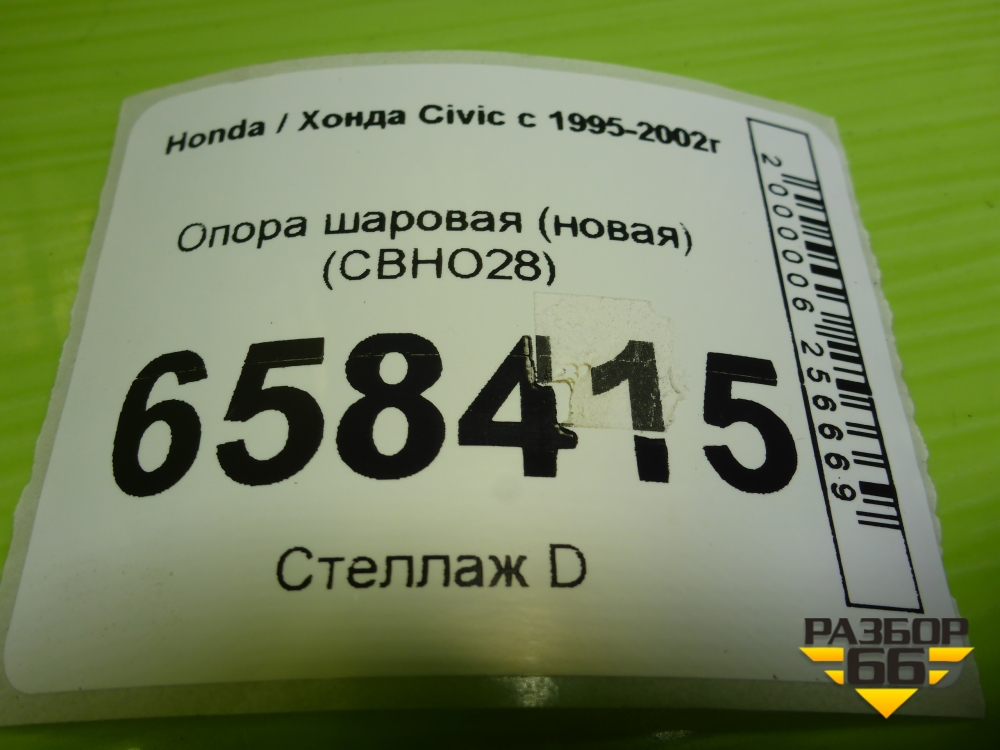 Honda / Хонда Civic с 1995-2002г
Опора шаровая (новая)
(CBHO28)
658415
Стеллаж D
2000006256669
РАЗБОР
66